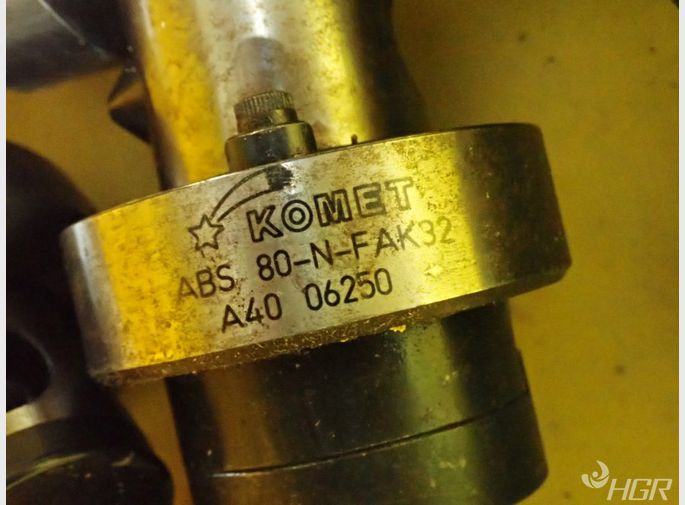 KOMET
ABS 80-N-FAK32
A40 06250
HGR